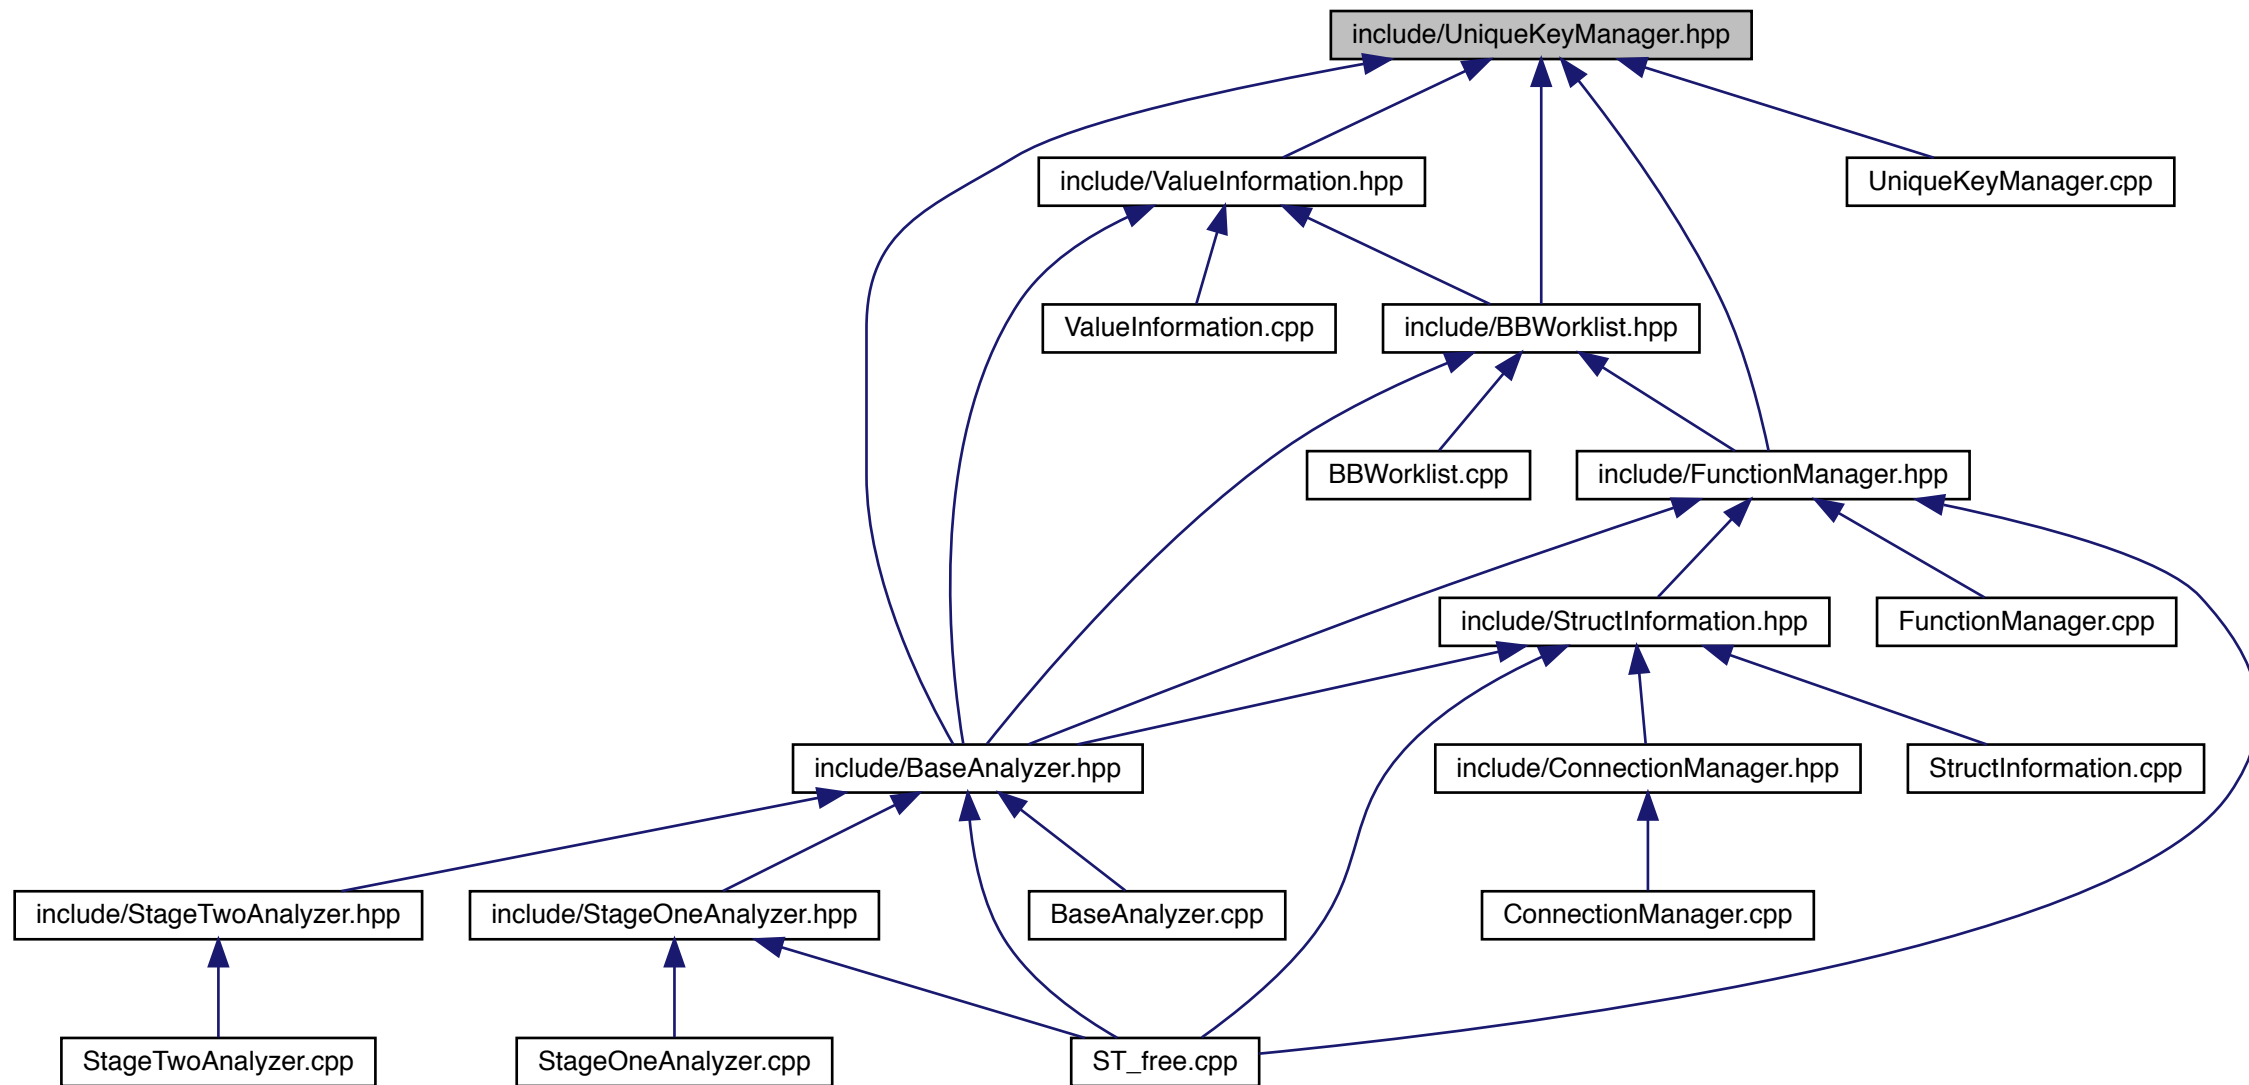 include/UniqueKeyManager.hpp
include/ValueInformation.hpp
UniqueKeyManager.cpp
ValueInformation.cpp
include/BBWorklist.hpp
BBWorklist.cpp
include/FunctionManager.hpp
include/StructInformation.hpp
FunctionManager.cpp
include/BaseAnalyzer.hpp
include/ConnectionManager.hpp
StructInformation.cpp
include/StageTwoAnalyzer.hpp
include/StageOneAnalyzer.hpp
BaseAnalyzer.cpp
ConnectionManager.cpp
StageTwoAnalyzer.cpp
StageOneAnalyzer.cpp
ST_free.cpp